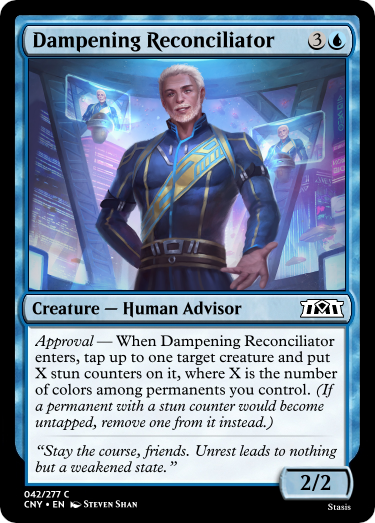 Dampening Reconciliator 3
Creature — Human Advisor
Approval — When Dampening Reconciliator
enters, tap up to one target creature and put
X stun counters on it, where X is the number
of colors among permanents you control. (If
a permanent with a stun counter would become
untapped, remove one from it instead.)
“Stay the course, friends. Unrest leads to nothing
but a weakened state.”
2/2
042/277 C
CNY • EN Steven Shan
Stasis